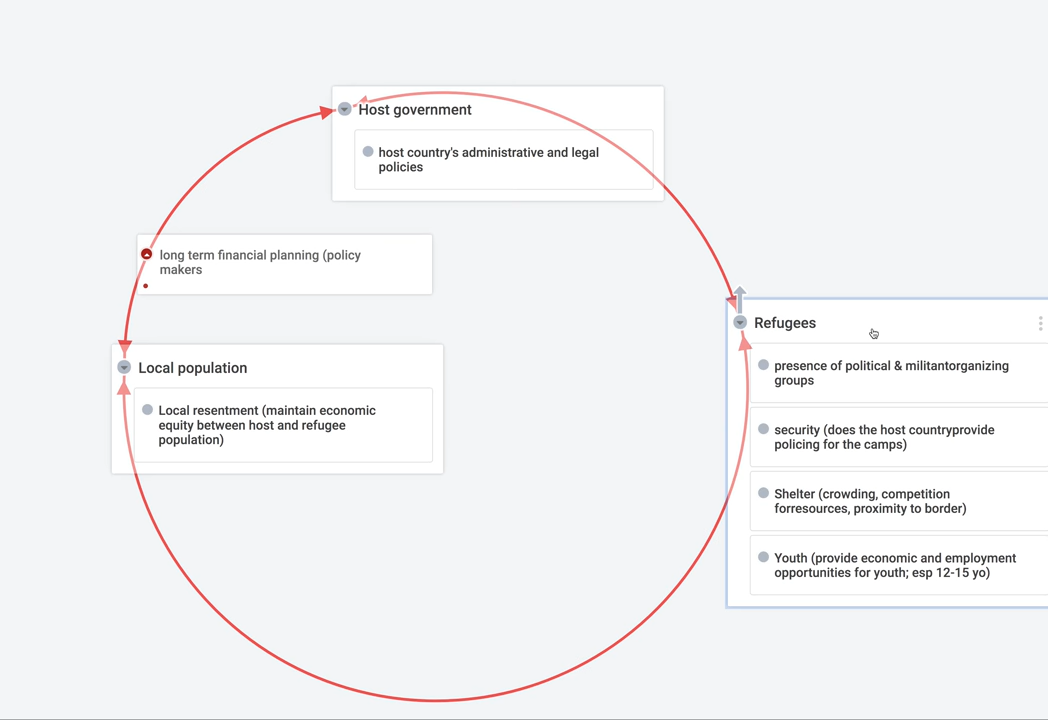 Host government
host country's administrative and legal
policies
long term financial planning (policy
makers
Local population
Local resentment (maintain economic
equity between host and refugee
population)
Refugees
presence of political & militantorganizing
groups
security (does the host countryprovide
policing for the camps)
Shelter (crowding, competition
forresources, proximity to border)
Youth (provide economic and employment
opportunities for youth; esp 12-15 yo)